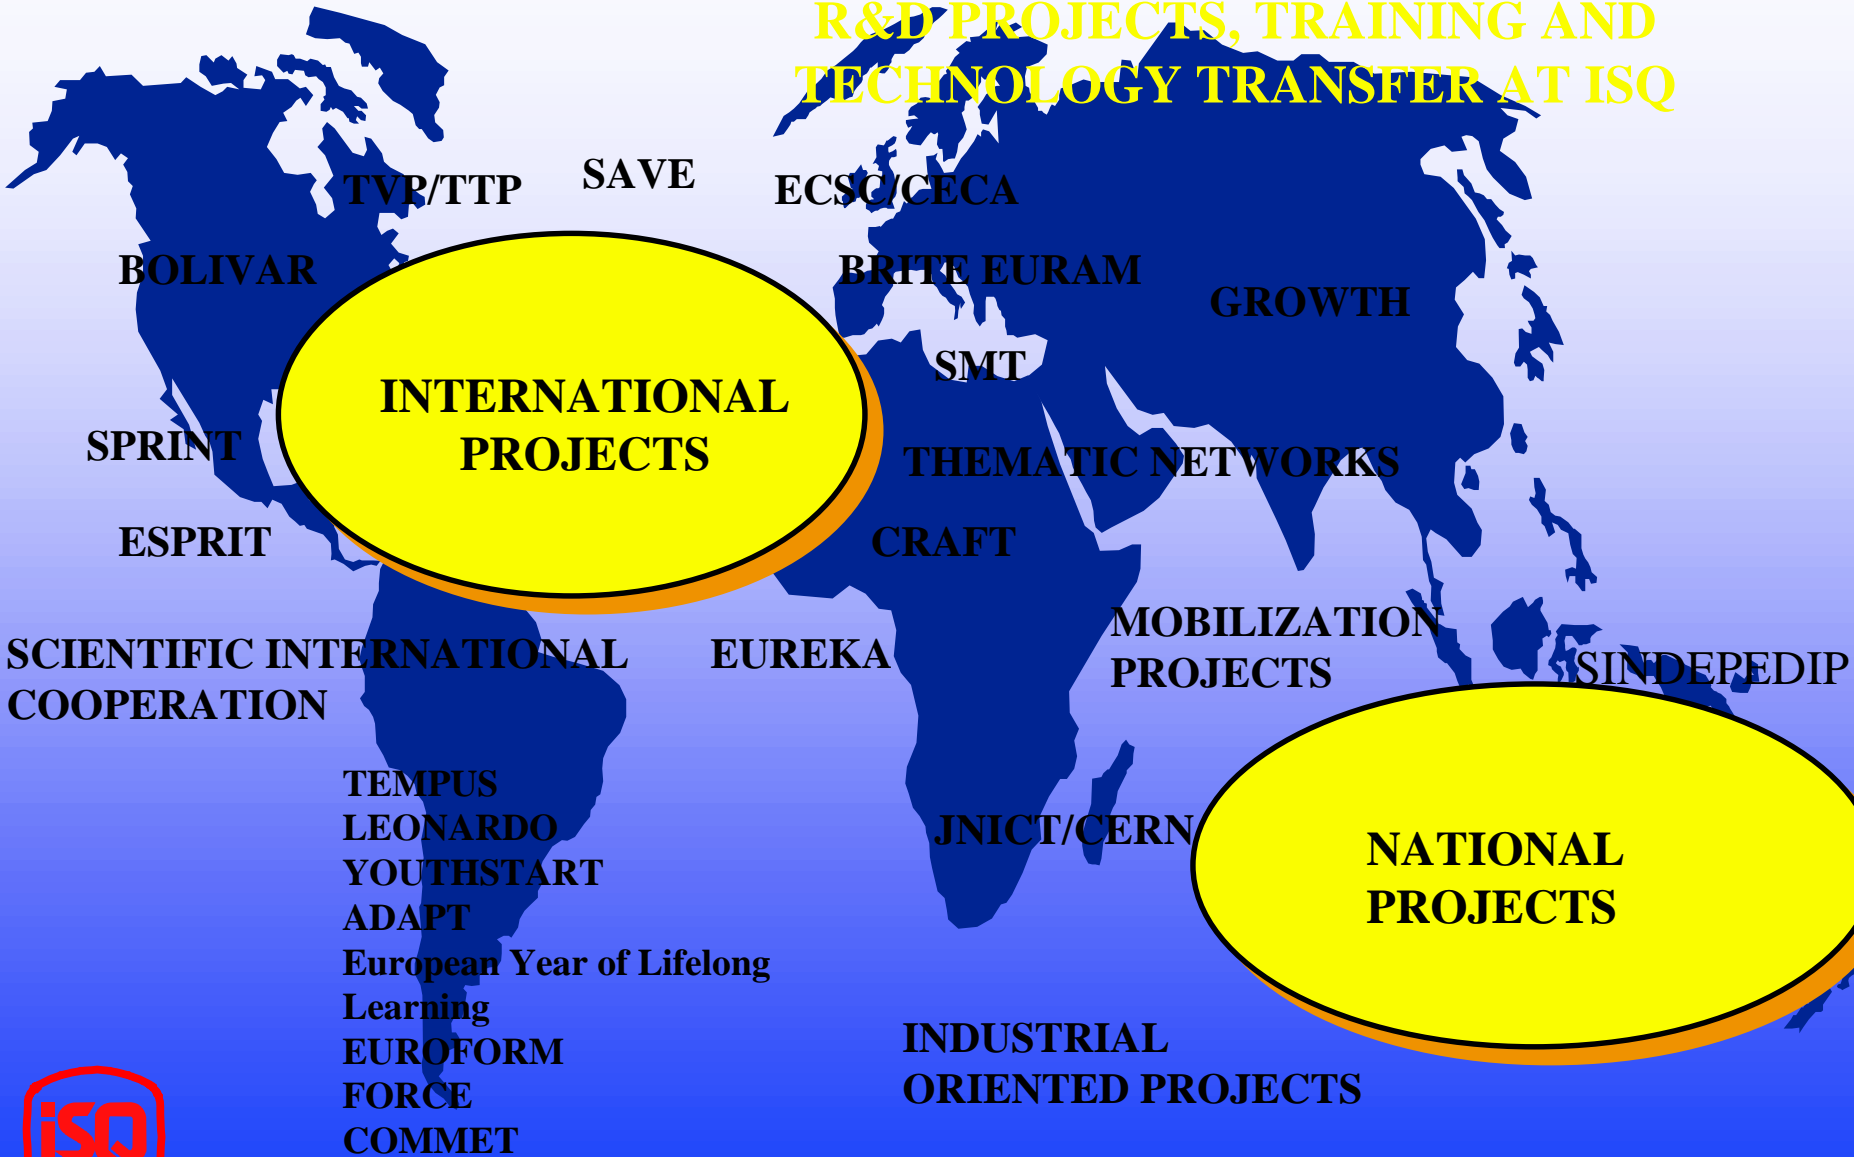 R&D PROJECTS, TRAINING AND
TECHNOLOGY TRANSFER AT ISQ
TVP/TTP
SAVE
ECSC/CECA
BOLIVAR
BRITE EURAM
GROWTH
SMT
INTERNATIONAL
PROJECTS
SPRINT
THEMATIC NETWORKS
ESPRIT
CRAFT
SCIENTIFIC INTERNATIONAL
COOPERATION
EUREKA
MOBILIZATION
PROJECTS
SINDEPEDIP
TEMPUS
LEONARDO
YOUTHSTART
ADAPT
European Year of Lifelong
Learning
EUROFORM
FORCE
COMMET
JNICT/CERN
NATIONAL
PROJECTS
INDUSTRIAL
ORIENTED PROJECTS
iSQ